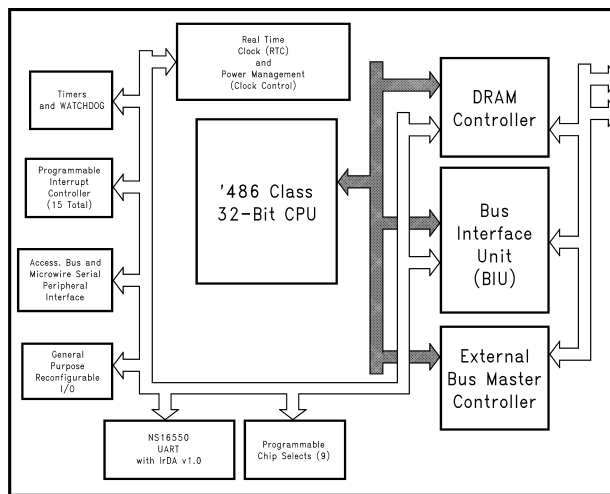 Real Time
Clock (RTC)
and
Power Management
(Clock Control)
Timers
and WATCHDOG
Programmable
Interrupt
Controller
(15 Total)
Access. Bus and
Microwire Serial
Peripheral
Interface
General
Purpose
Reconfigurable
I/O
'486 Class
32-Bit CPU
DRAM
Controller
Bus
Interface
Unit
(BIU)
External
Bus Master
Controller
NS16550
UART
with IrDA v1.0
Programmable
Chip Selects (9)